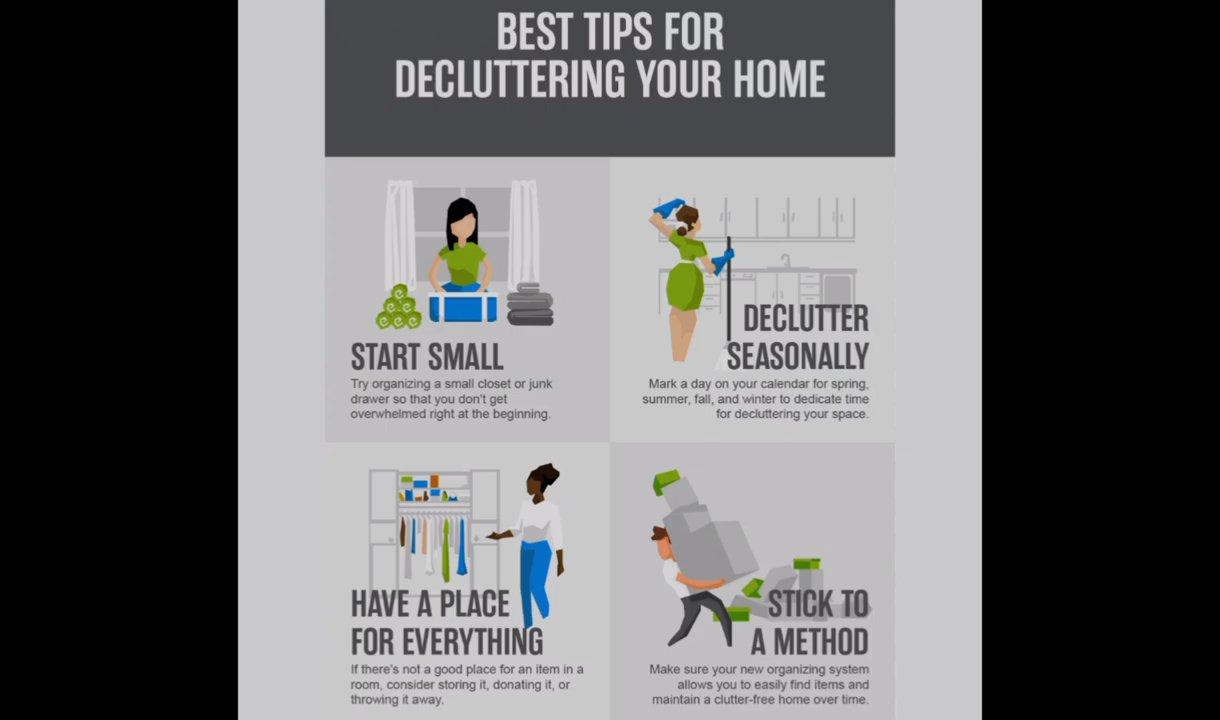 BEST TIPS FOR
DECLUTTERING YOUR HOME
START SMALL
Try organizing a small closet or junk
drawer so that you don't get
overwhelmed right at the beginning.
DECLUTTER
SEASONALLY
Mark a day on your calendar for spring,
summer, fall, and winter to dedicate time
for decluttering your space.
HAVE A PLACE
FOR EVERYTHING
If there's not a good place for an item in a
room, consider storing it, donating it, or
throwing it away.
STICK TO
A METHOD
Make sure your new organizing system
allows you to easily find items and
maintain a clutter-free home over time.